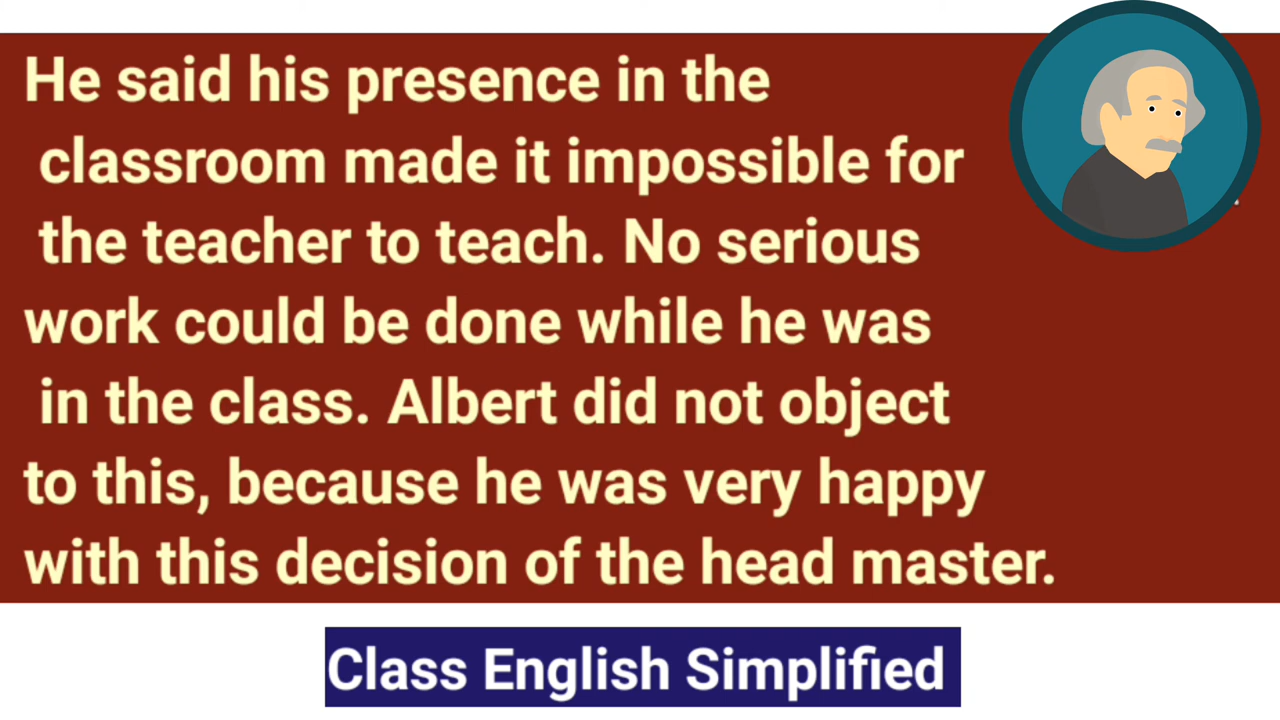 He said his presence in the
classroom made it impossible for
the teacher to teach. No serious
work could be done while he was
in the class. Albert did not object
to this, because he was very happy
with this decision of the head master.
Class English Simplified